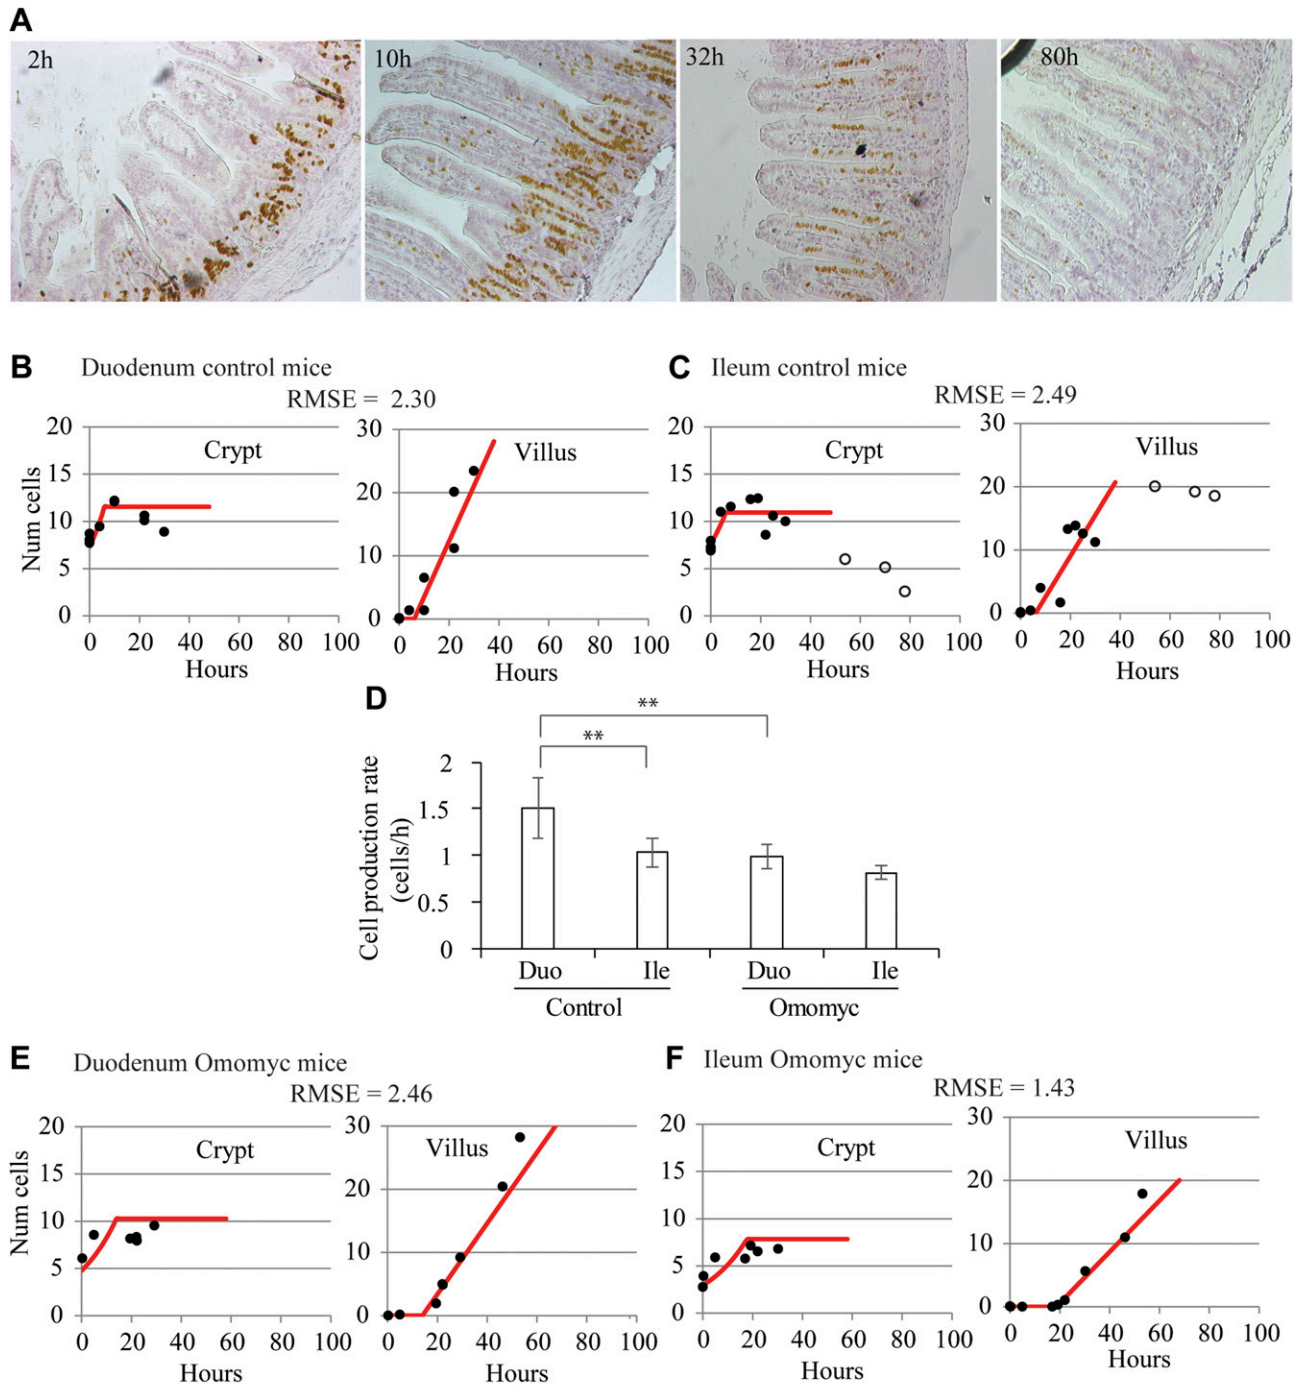 A
2h
10h
32h
80h
B Duodenum control mice
RMSE = 2.30
C Ileum control mice
RMSE = 2.49
Num cells
20
15
10
5
0
Crypt
0 20 40 60 80 100
Hours
30
20
10
0
Villus
0 20 40 60 80 100
Hours
20
15
10
5
0
Crypt
0 20 40 60 80 100
Hours
30
20
10
0
Villus
0 20 40 60 80 100
Hours
D
**
**
Cell production rate
(cells/h)
2
1.5
1
0.5
0
Duo Ile Duo Ile
Control Omomyc
E Duodenum Omomyc mice
RMSE = 2.46
F Ileum Omomyc mice
RMSE = 1.43
Num cells
20
15
10
5
0
Crypt
0 20 40 60 80 100
Hours
30
20
10
0
Villus
0 20 40 60 80 100
Hours
20
15
10
5
0
Crypt
0 20 40 60 80 100
Hours
30
20
10
0
Villus
0 20 40 60 80 100
Hours